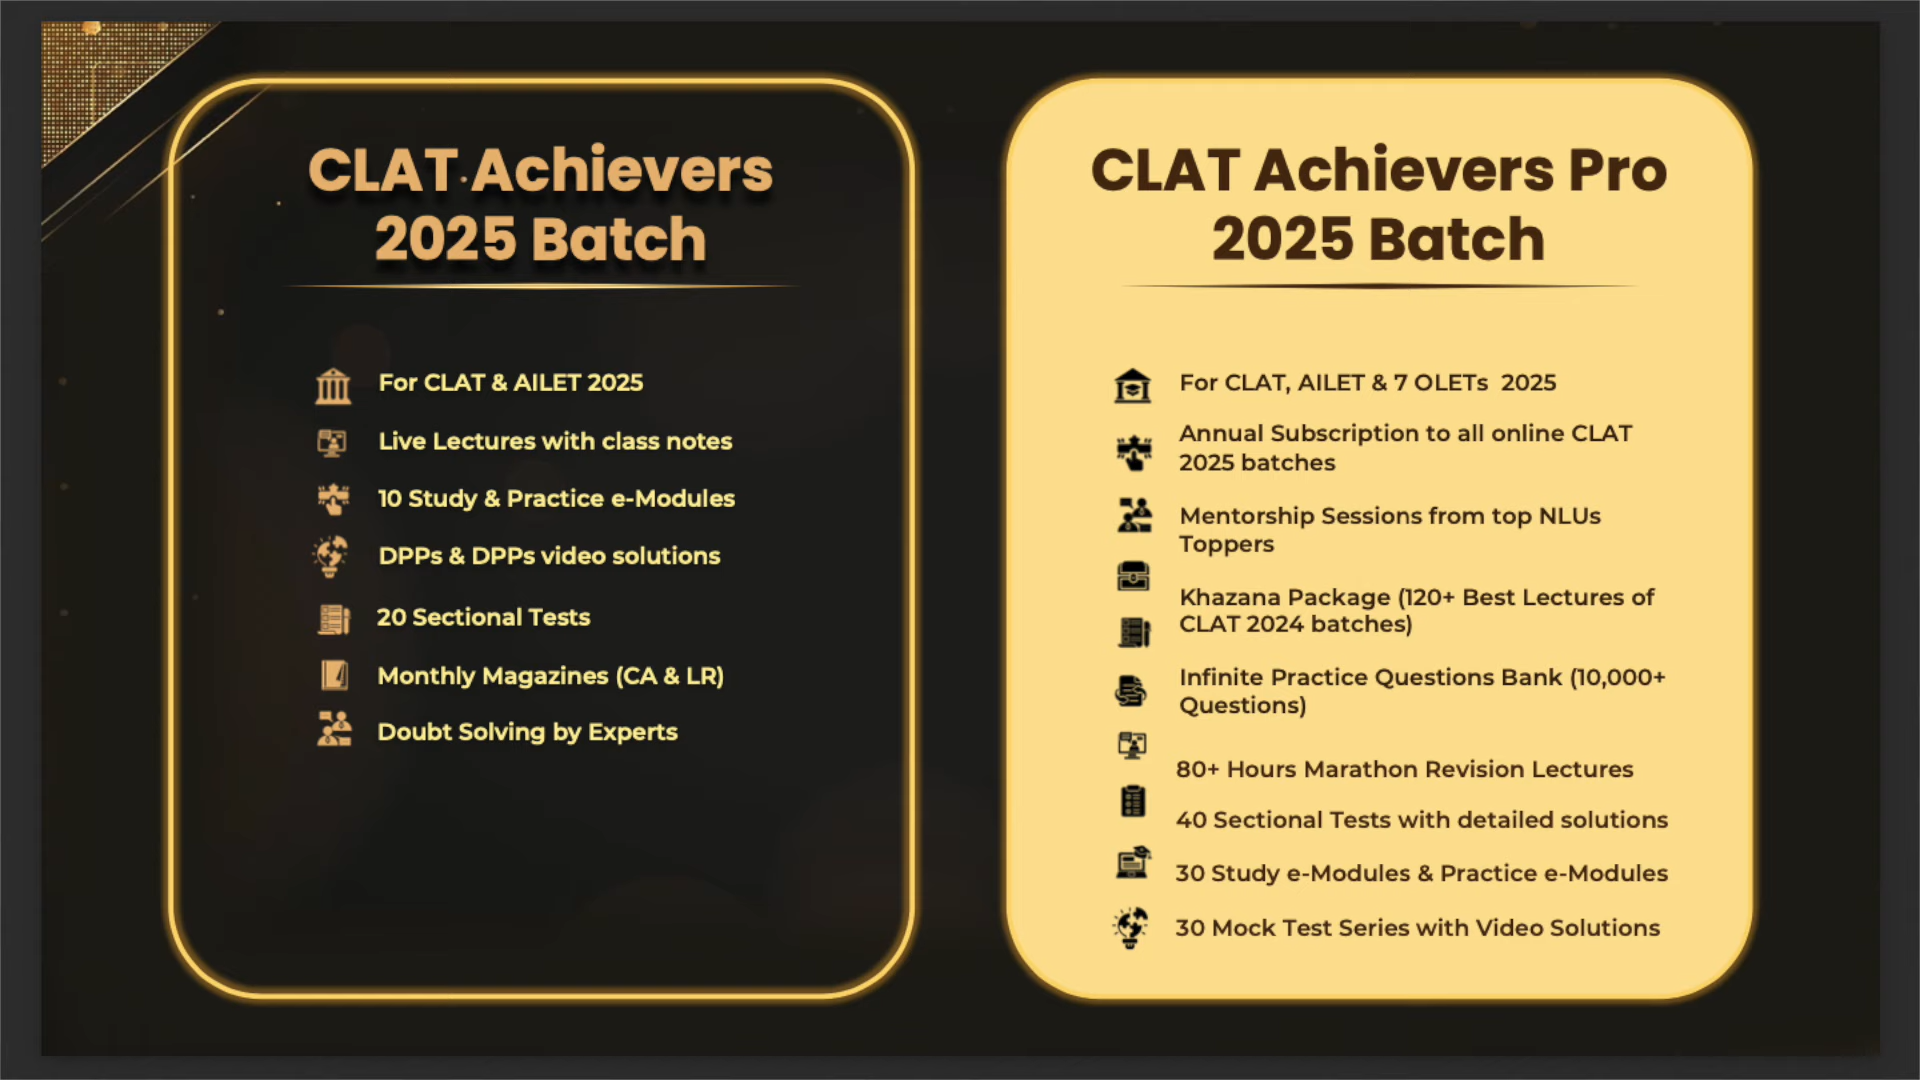 CLAT Achievers
2025 Batch
For CLAT & AILET 2025
Live Lectures with class notes
10 Study & Practice e-Modules
DPPs & DPPs video solutions
20 Sectional Tests
Monthly Magazines (CA & LR)
Doubt Solving by Experts
CLAT Achievers Pro
2025 Batch
For CLAT, AILET & 7 OLETs 2025
Annual Subscription to all online CLAT
2025 batches
Mentorship Sessions from top NLUs
Toppers
Khazana Package (120+ Best Lectures of
CLAT 2024 batches)
Infinite Practice Questions Bank (10,000+
Questions)
80+ Hours Marathon Revision Lectures
40 Sectional Tests with detailed solutions
30 Study e-Modules & Practice e-Modules
30 Mock Test Series with Video Solutions